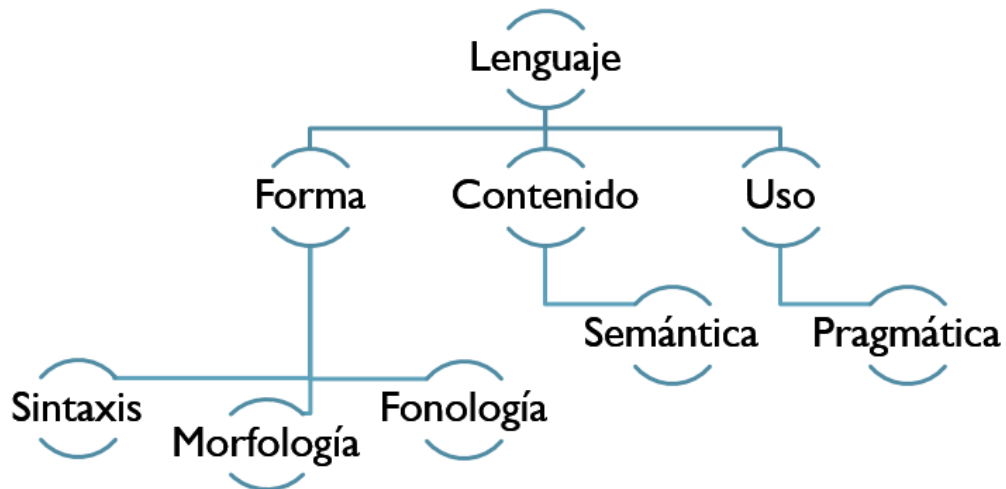 Lenguaje
Forma
Contenido
Uso
Semántica
Pragmática
Sintaxis
Morfología
Fonología